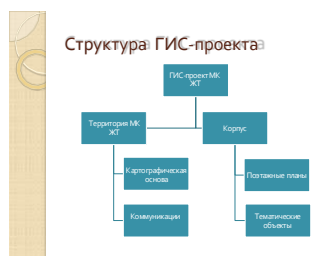 Структура ГИС-проекта
ГИС-проект МК
ЖТ
Территория МК
ЖТ
Корпус
Картографическая
основа
Поэтажные планы
Коммуникации
Тематические
объекты